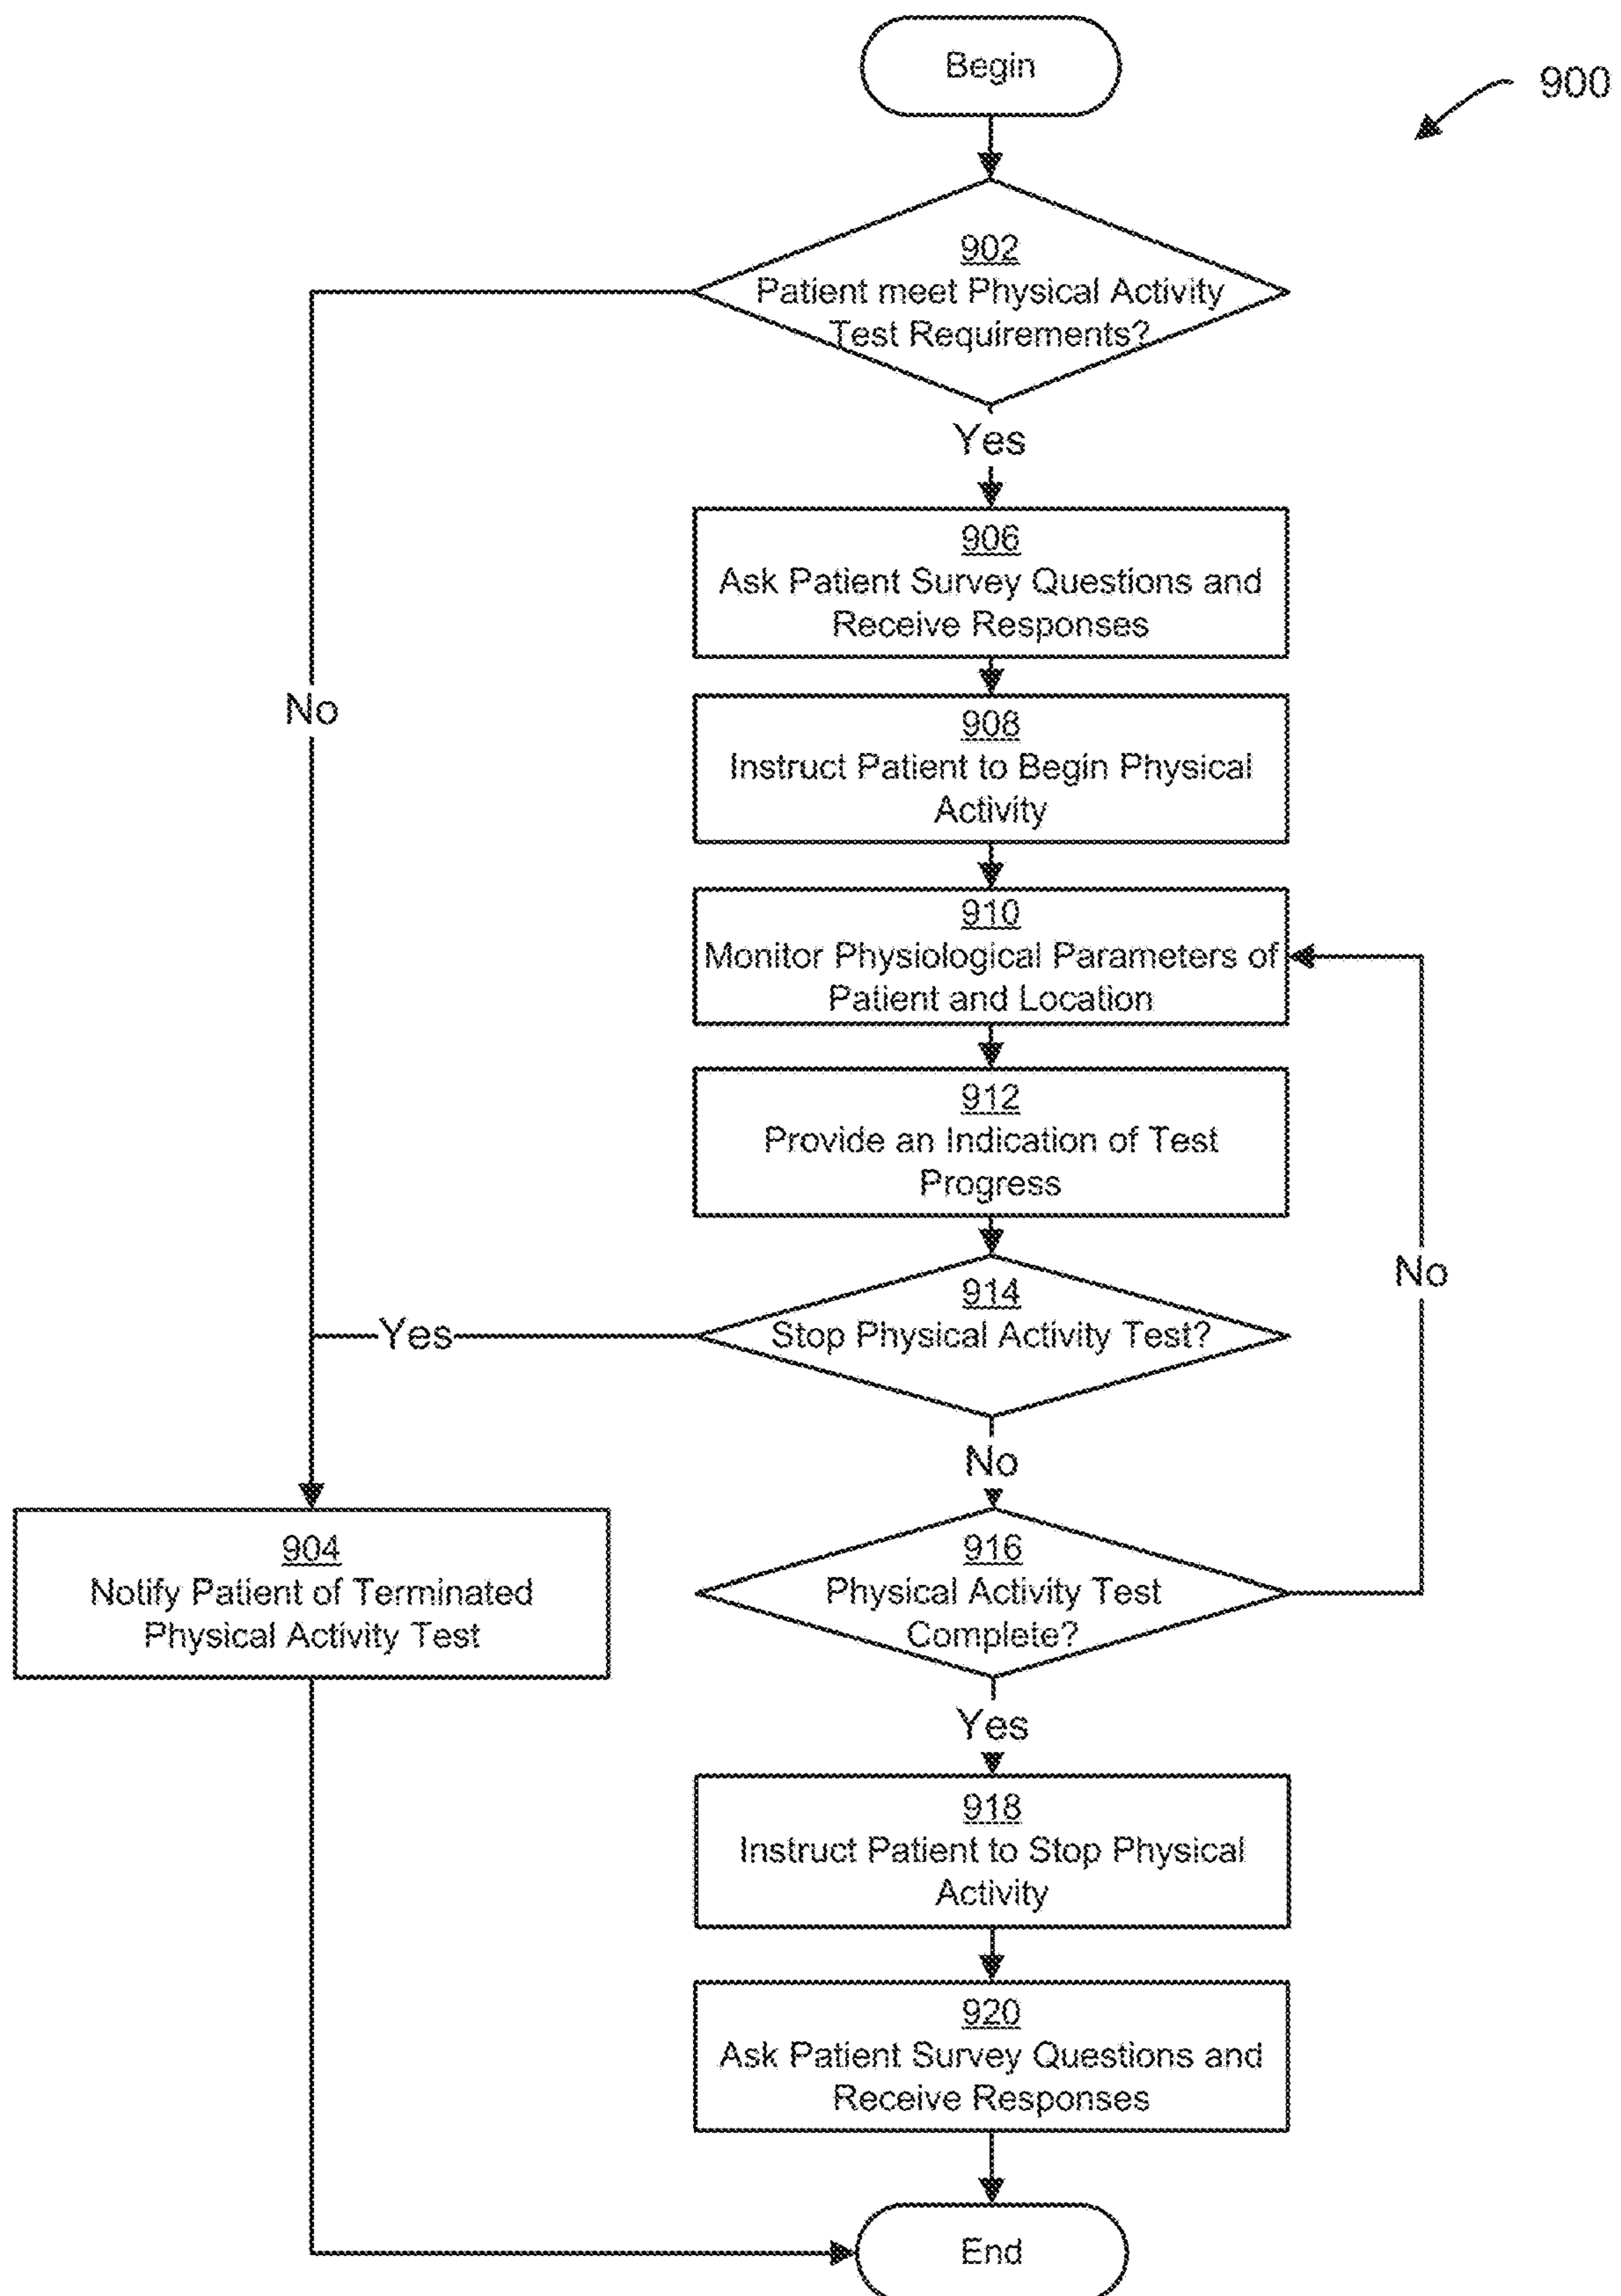 Begin
900
902
Patient meet Physical Activity
Test Requirements?
Yes
906
Ask Patient Survey Questions and
Receive Responses
No
908
Instruct Patient to Begin Physical
Activity
910
Monitor Physiological Parameters of
Patient and Location
912
Provide an Indication of Test
Progress
No
914
Stop Physical Activity Test?
Yes
No
904
Notify Patient of Terminated
Physical Activity Test
916
Physical Activity Test
Complete?
Yes
918
Instruct Patient to Stop Physical
Activity
920
Ask Patient Survey Questions and
Receive Responses
End